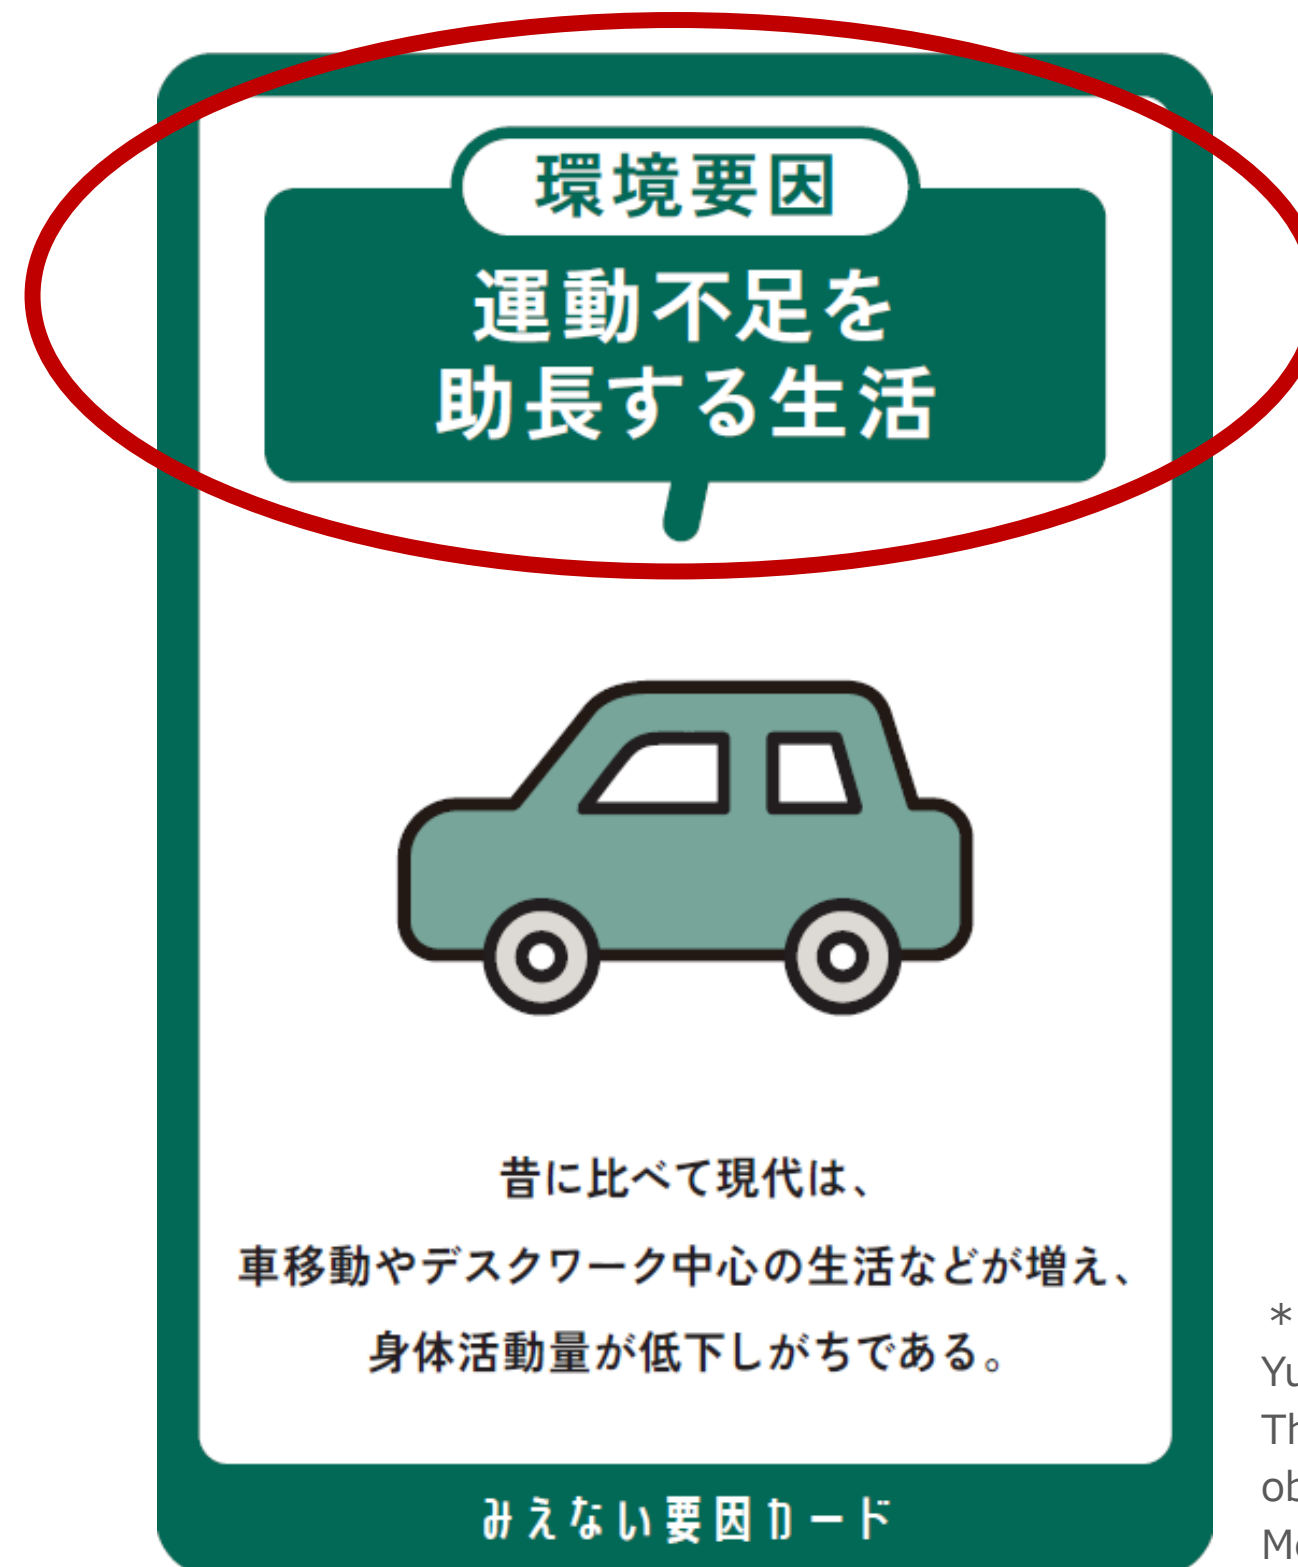 環境要因
運動不足を
助長する生活
昔に比べて現代は、
車移動やデスクワーク中心の生活などが増え、
身体活動量が低下しがちである。
みえない要因カード
*